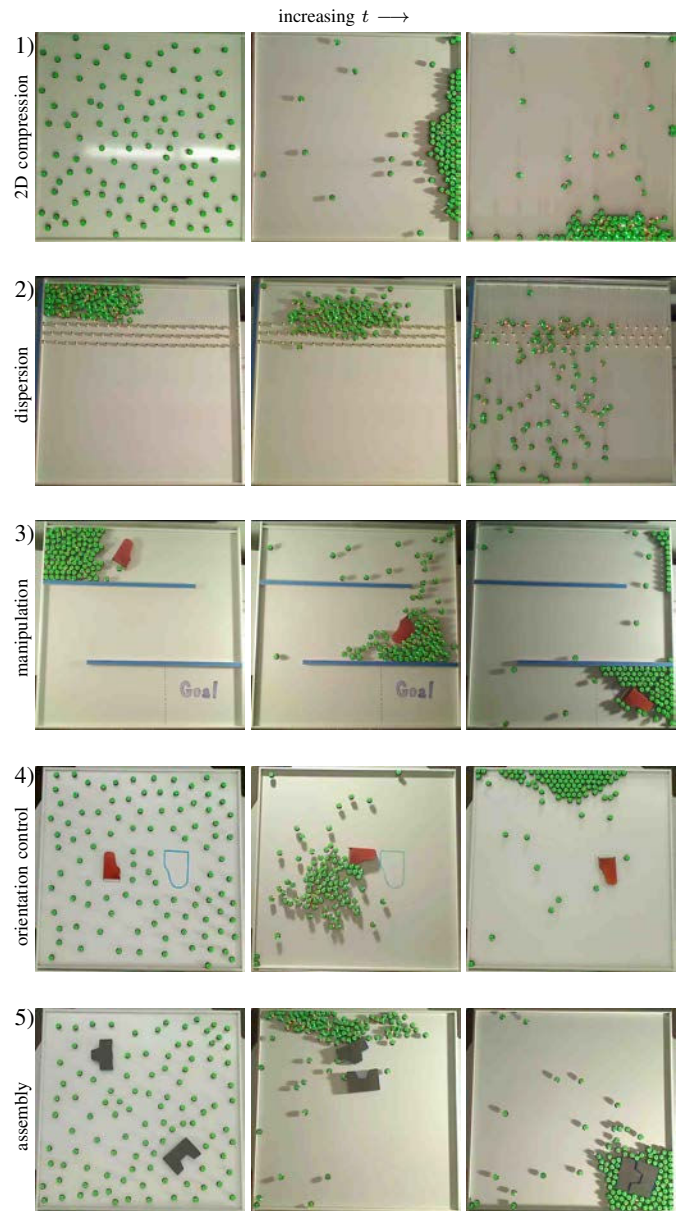 increasing t →
1)
2D compression
2)
dispersion
3)
manipulation
Goal
Goal
4)
orientation control
5)
assembly